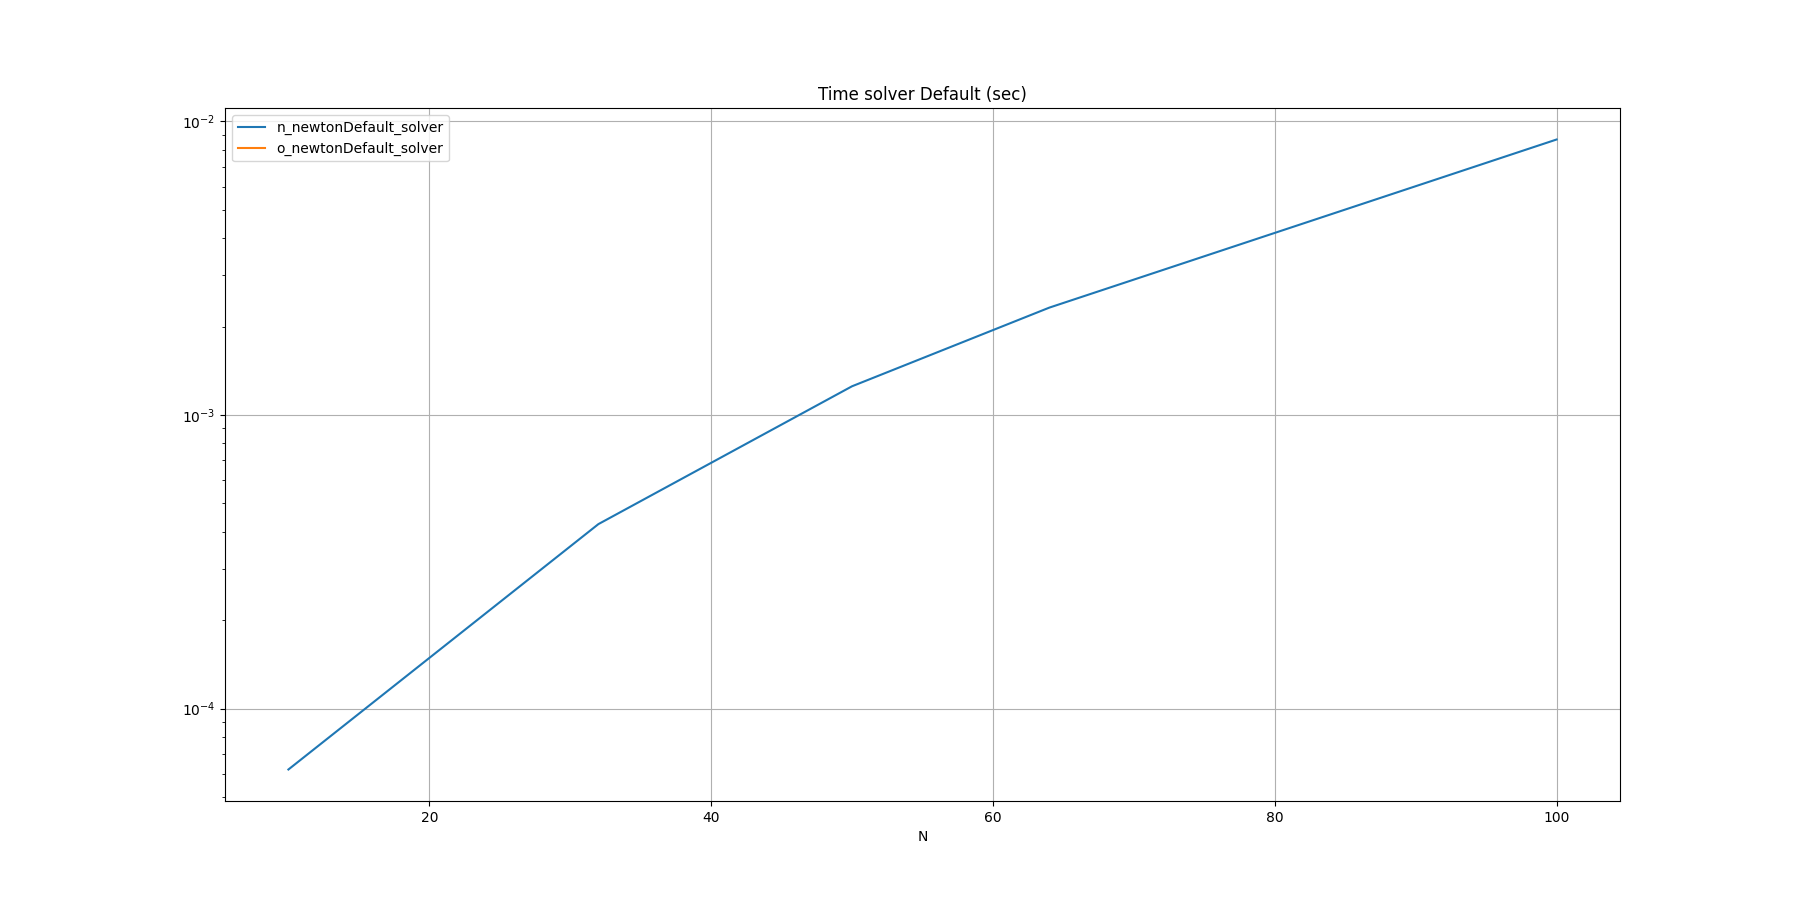 Time solver Default (sec)
n_newtonDefault_solver
o_newtonDefault_solver
10⁻²
10⁻³
10⁻⁴
20 40 60 80 100
N